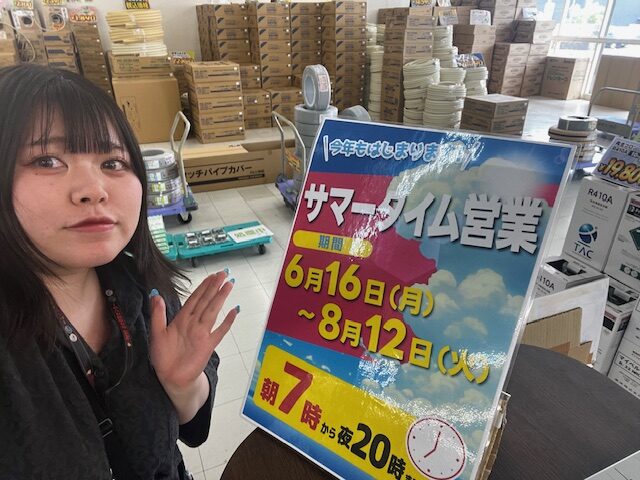 今年もはじまりま
サマータイム営業
期間
6月16日(月)
～8月12日(火)
朝7時から夜20時
ッチパイプカバー
R410A
TAC
R410A